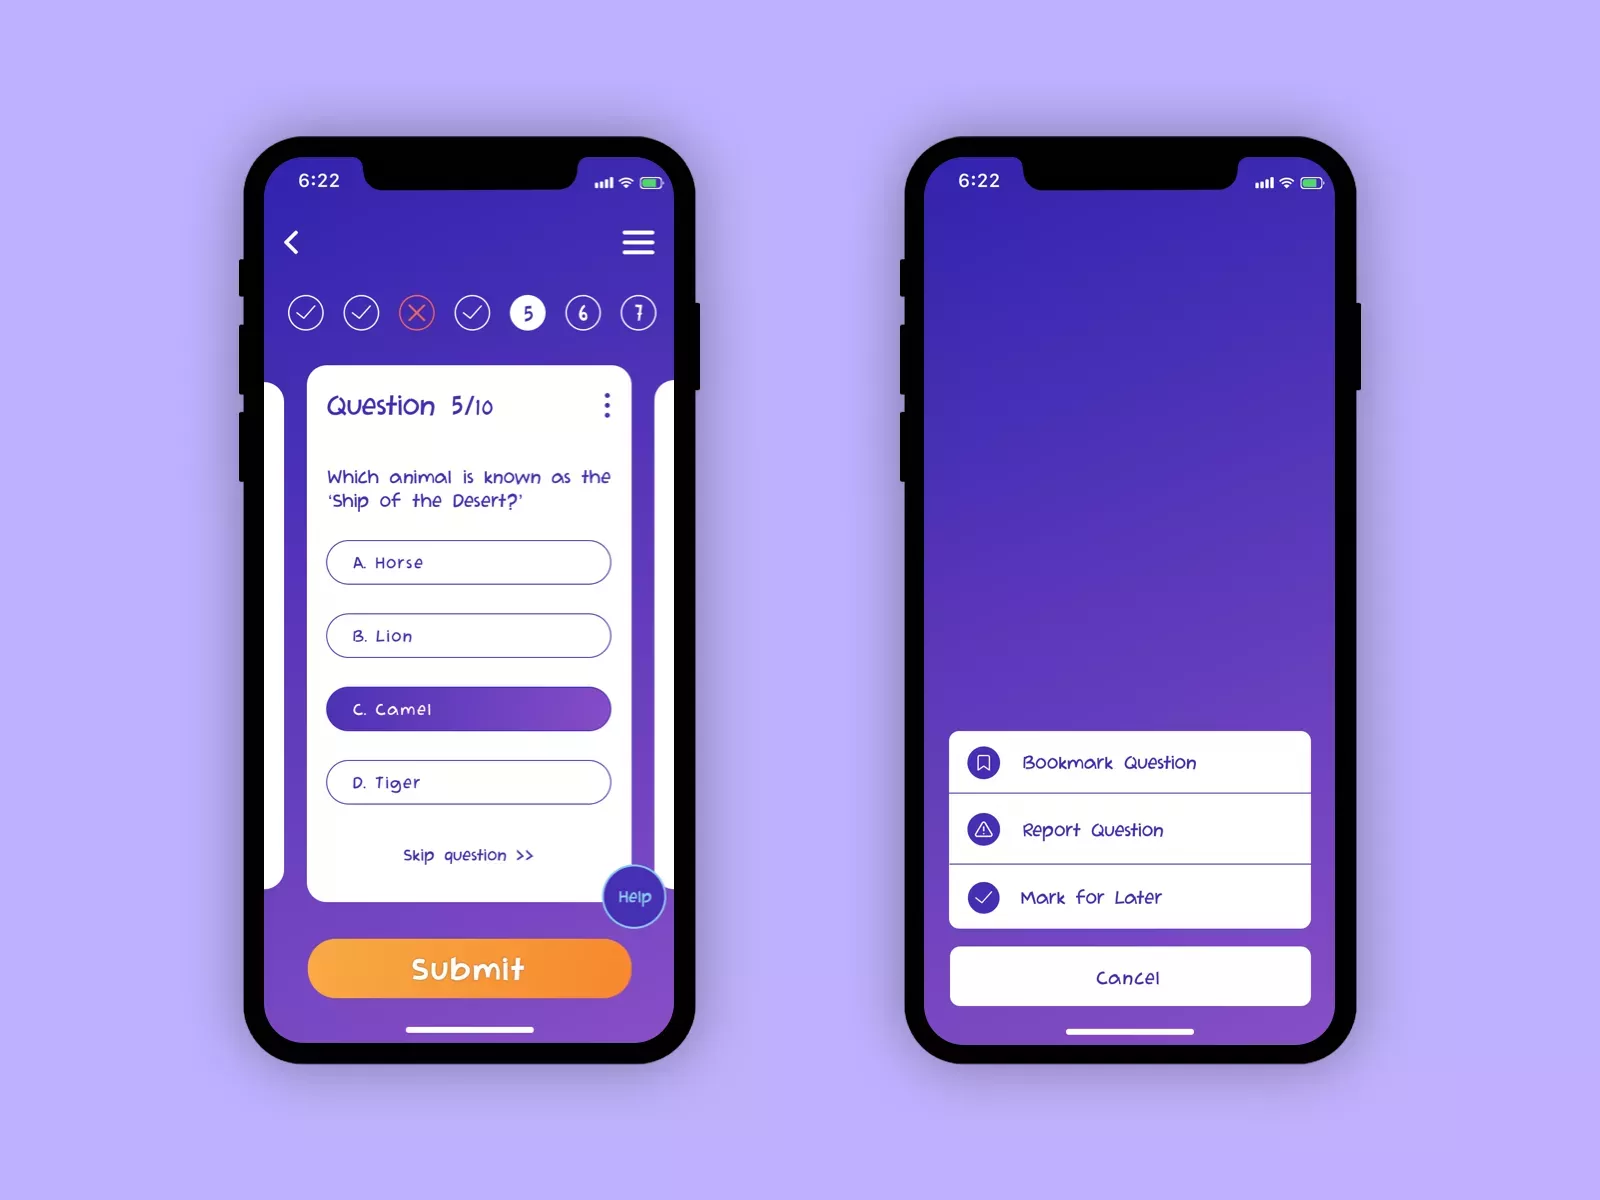 6:22
5
6
7
Question 5/10
Which animal is known as the
‘Ship of the Desert?’
A. Horse
B. Lion
C. Camel
D. Tiger
Skip question >>
Help
Submit
6:22
Bookmark Question
Report Question
Mark for Later
Cancel